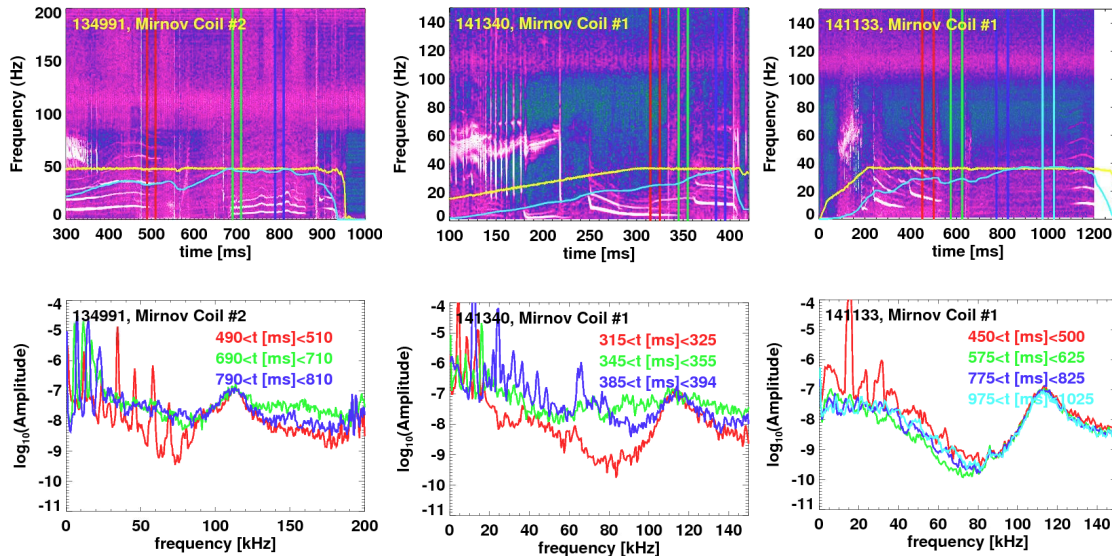 134991, Mirnov Coil #2
Frequency (Hz)
200
150
100
50
0
300 400 500 600 700 800 900 1000
time [ms]
141340, Mirnov Coil #1
Frequency (Hz)
140
120
100
80
60
40
20
0
100 150 200 250 300 350 400
time [ms]
141133, Mirnov Coil #1
Frequency (Hz)
140
120
100
80
60
40
20
0
0 200 400 600 800 1000 1200
time [ms]
134991, Mirnov Coil #2
490<t [ms]<510
690<t [ms]<710
790<t [ms]<810
log10(Amplitude)
-4
-5
-6
-7
-8
-9
-10
-11
0 50 100 150 200
frequency [kHz]
141340, Mirnov Coil #1
315<t [ms]<325
345<t [ms]<355
385<t [ms]<394
log10(Amplitude)
-4
-5
-6
-7
-8
-9
-10
-11
0 20 40 60 80 100 120 140
frequency [kHz]
141133, Mirnov Coil #1
450<t [ms]<500
575<t [ms]<625
775<t [ms]<825
975<t [ms]<1025
log10(Amplitude)
-4
-5
-6
-7
-8
-9
-10
-11
0 20 40 60 80 100 120 140
frequency [kHz]